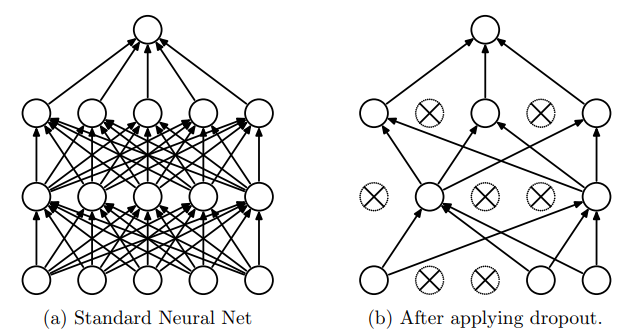 (a) Standard Neural Net
(b) After applying dropout.